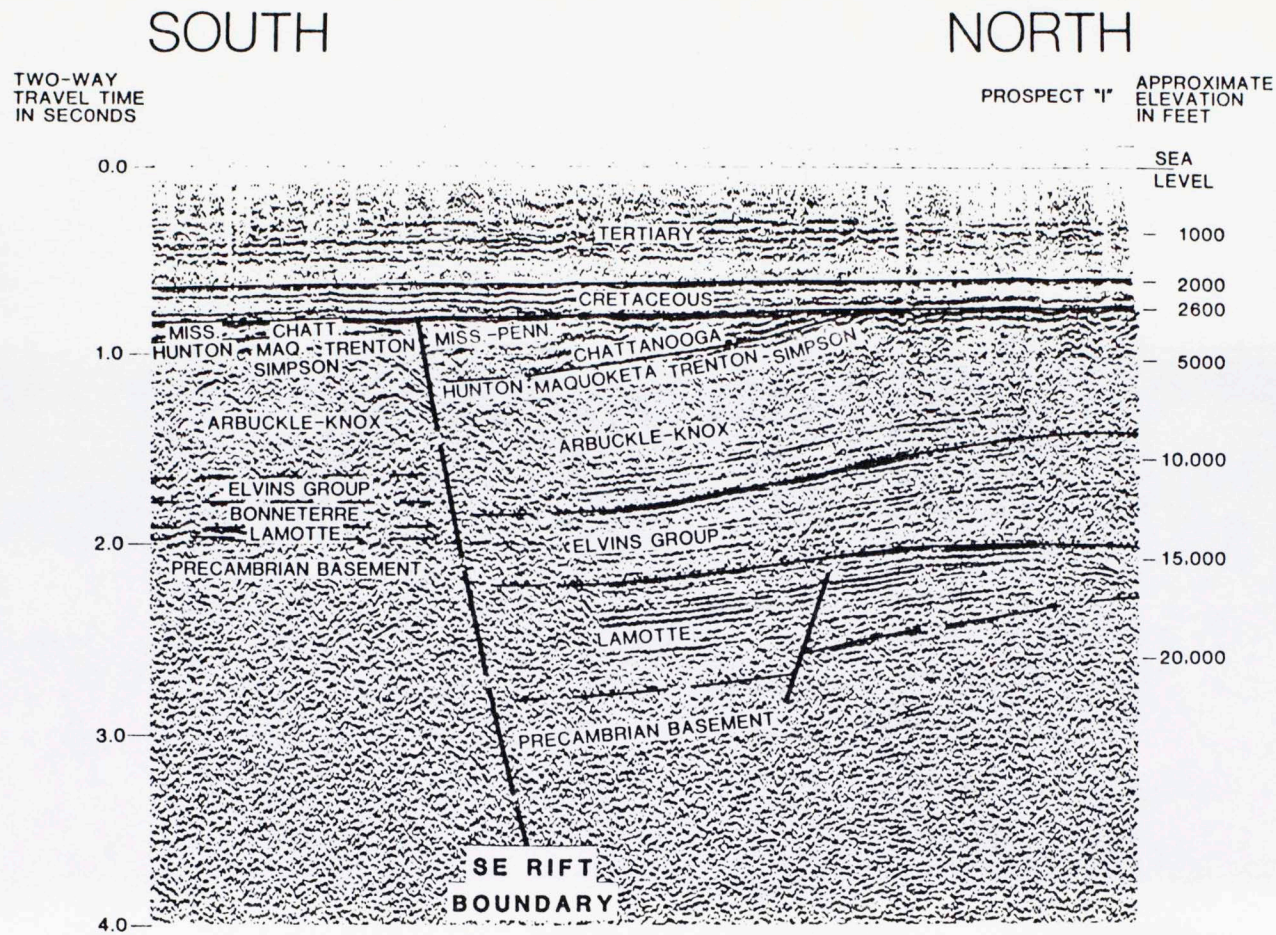 SOUTH
NORTH
TWO-WAY
TRAVEL TIME
IN SECONDS
PROSPECT "I"
APPROXIMATE
ELEVATION
IN FEET
0.0
SEA
LEVEL
TERTIARY
1000
2000
CRETACEOUS
2600
MISS. CHATT.
MISS.-PENN.
HUNTON MAQ. TRENTON
CHATTANOOGA
1.0
SIMPSON
5000
HUNTON MAQUOKETA TRENTON-SIMPSON
ARBUCKLE-KNOX
ARBUCKLE-KNOX
10.000
ELVINS GROUP
BONNETERRE
LAMOTTE
2.0
ELVINS GROUP
15.000
PRECAMBRIAN BASEMENT
LAMOTTE
20.000
PRECAMBRIAN BASEMENT
3.0
SE RIFT
BOUNDARY
4.0